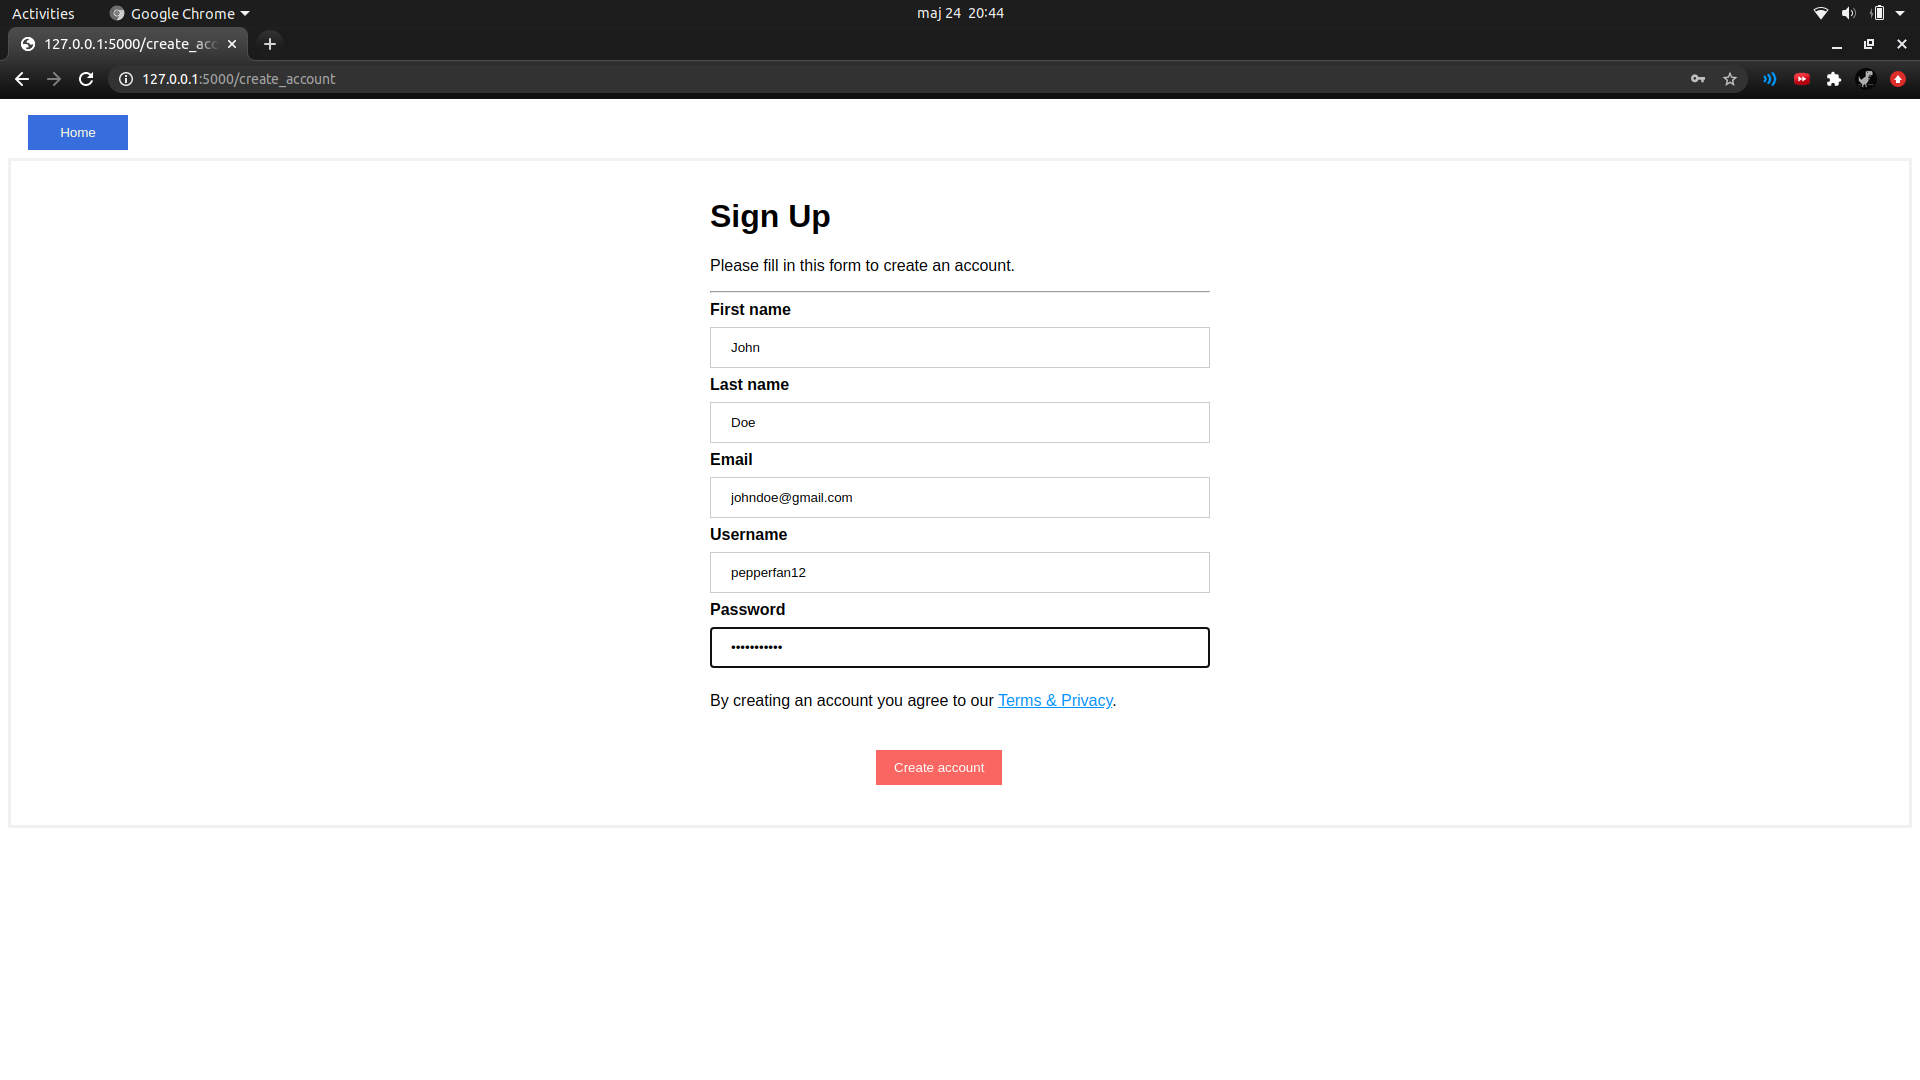 Activities
Google Chrome
maj 24 20:44
127.0.0.1:5000/create_acc
127.0.0.1:5000/create_account
Home
Sign Up
Please fill in this form to create an account.
First name
John
Last name
Doe
Email
johndoe@gmail.com
Username
pepperfan12
Password
•••••••••••
By creating an account you agree to our Terms & Privacy.
Create account